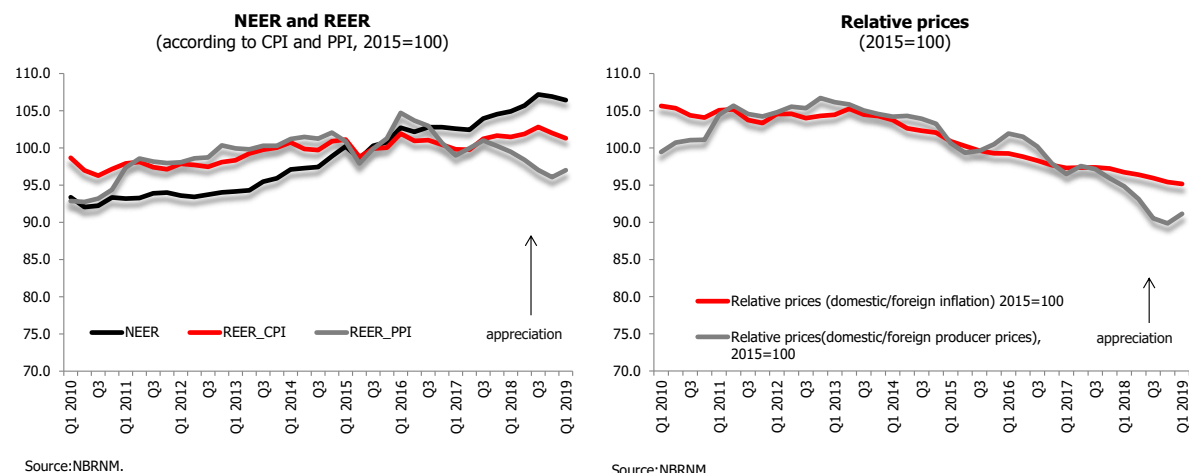 NEER and REER
(according to CPI and PPI, 2015=100)
110.0
105.0
100.0
95.0
90.0
85.0
80.0
75.0
70.0
NEER
REER_CPI
REER_PPI
appreciation
Q1 2010
Q3
Q1 2011
Q3
Q1 2012
Q3
Q1 2013
Q3
Q1 2014
Q3
Q1 2015
Q3
Q1 2016
Q3
Q1 2017
Q3
Q1 2018
Q3
Q1 2019
Source:NBRNM.
Relative prices
(2015=100)
110.0
105.0
100.0
95.0
90.0
85.0
80.0
75.0
70.0
Relative prices (domestic/foreign inflation) 2015=100
Relative prices(domestic/foreign producer prices),
2015=100
appreciation
Q1 2010
Q3
Q1 2011
Q3
Q1 2012
Q3
Q1 2013
Q3
Q1 2014
Q3
Q1 2015
Q3
Q1 2016
Q3
Q1 2017
Q3
Q1 2018
Q3
Q1 2019
Source:NBRNM